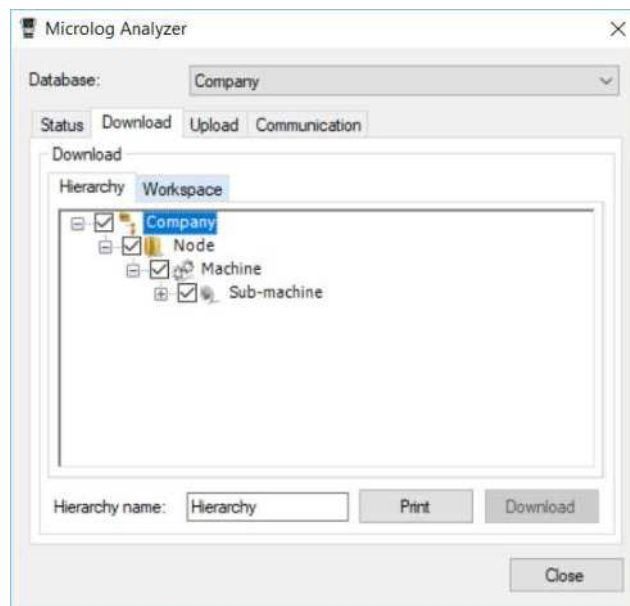 Microlog Analyzer
Database: Company
Status Download Upload Communication
Download
Hierarchy Workspace
Company
Node
Machine
Sub-machine
Hierarchy name: Hierarchy Print Download
Close